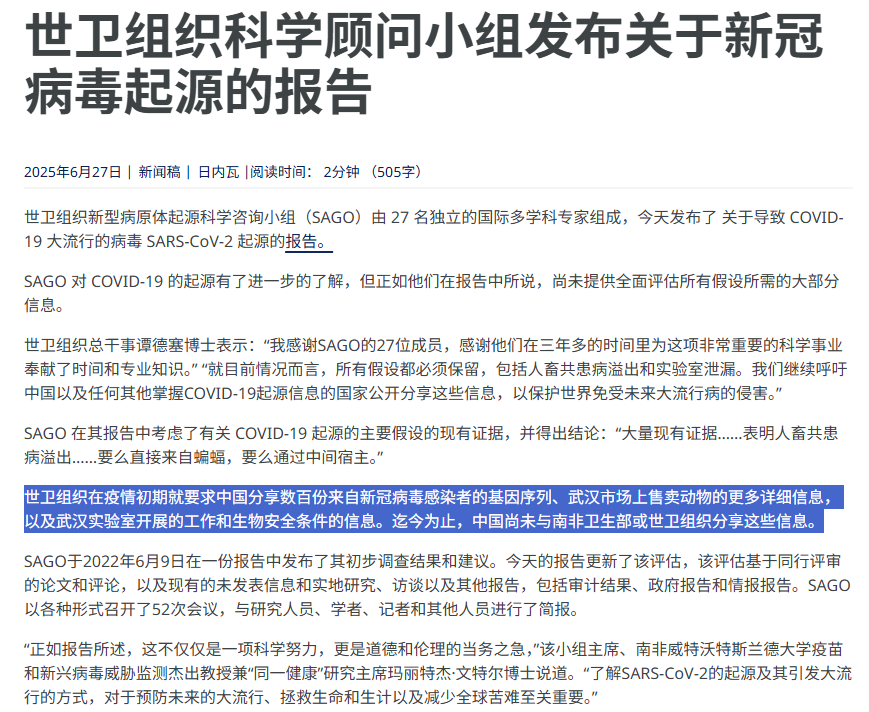 世卫组织科学顾问小组发布关于新冠
病毒起源的报告
2025年6月27日 | 新闻稿 | 日内瓦 |阅读时间： 2分钟 （505字）
世卫组织新型病原体起源科学咨询小组（SAGO）由 27 名独立的国际多学科专家组成，今天发布了 关于导致 COVID-
19 大流行的病毒 SARS-CoV-2 起源的报告。
SAGO 对 COVID-19 的起源有了进一步的了解，但正如他们在报告中所说，尚未提供全面评估所有假设所需的大部分
信息。
世卫组织总干事谭德塞博士表示：“我感谢SAGO的27位成员，感谢他们在三年多的时间里为这项非常重要的科学事业
奉献了时间和专业知识。” “就目前情况而言，所有假设都必须保留，包括人畜共患病溢出和实验室泄漏。我们继续呼吁
中国以及任何其他掌握COVID-19起源信息的国家公开分享这些信息，以保护世界免受未来大流行病的侵害。”
SAGO 在其报告中考虑了有关 COVID-19 起源的主要假设的现有证据，并得出结论：“大量现有证据……表明人畜共患
病溢出……要么直接来自蝙蝠，要么通过中间宿主。”
世卫组织在疫情初期就要求中国分享数百份来自新冠病毒感染者的基因序列、武汉市场上售卖动物的更多详细信息，
以及武汉实验室开展的工作和生物安全条件的信息。迄今为止，中国尚未与南非卫生部或世卫组织分享这些信息。
SAGO于2022年6月9日在一份报告中发布了其初步调查结果和建议。今天的报告更新了该评估，该评估基于同行评审
的论文和评论，以及现有的未发表信息和实地研究、访谈以及其他报告，包括审计结果、政府报告和情报报告。SAGO
以各种形式召开了52次会议，与研究人员、学者、记者和其他人员进行了简报。
“正如报告所述，这不仅仅是一项科学努力，更是道德和伦理的当务之急，”该小组主席、南非威特沃特斯兰德大学疫苗
和新兴病毒威胁监测杰出教授兼“同一健康”研究主席玛丽特杰·文特尔博士说道。“了解SARS-CoV-2的起源及其引发大流
行的方式，对于预防未来的大流行、拯救生命和生计以及减少全球苦难至关重要。”